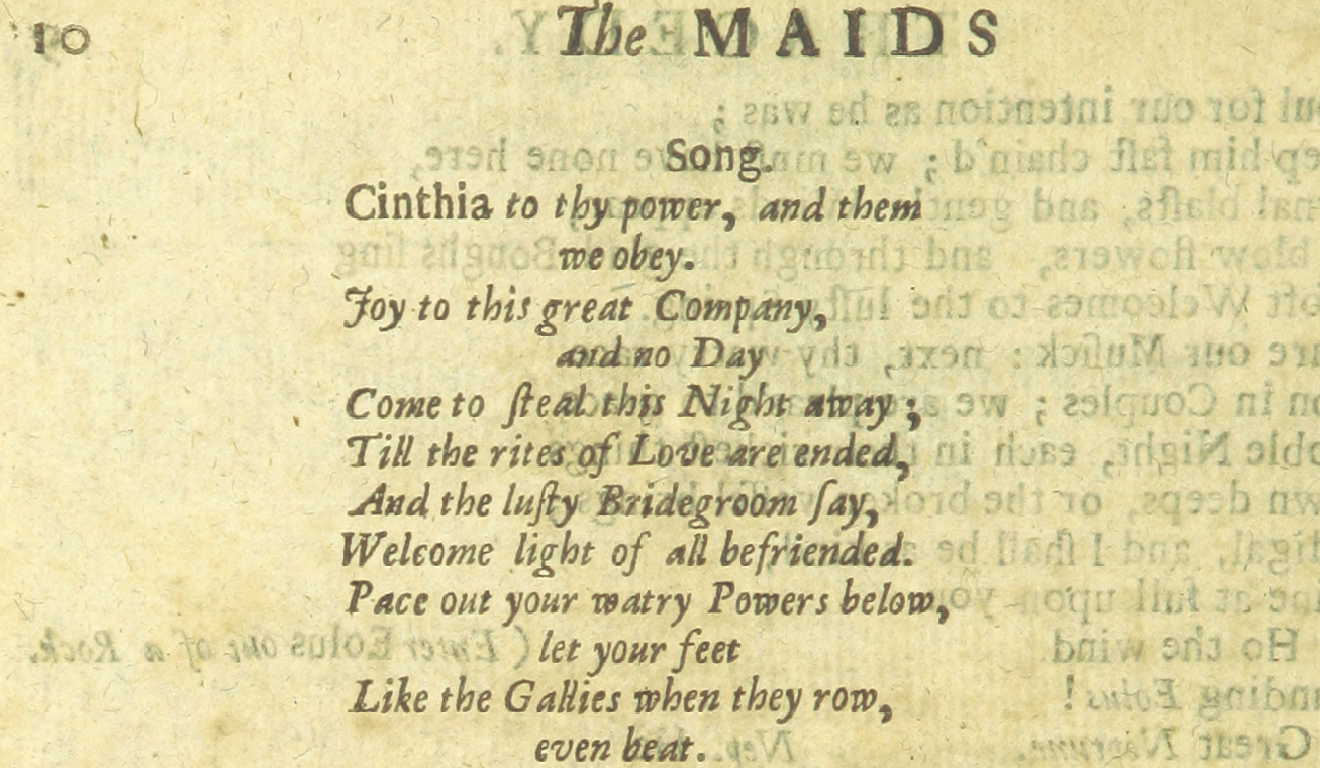 10
The MAIDS
Song.
Cinthia to thy power, and them
we obey.
Joy to this great Company,
and no Day
Come to ſteal this Night away ;
Till the rites of Love are ended,
And the luſty Bridegroom ſay,
Welcome light of all befriended.
Pace out your watry Powers below,
let your feet
Like the Gallies when they row,
even beat.